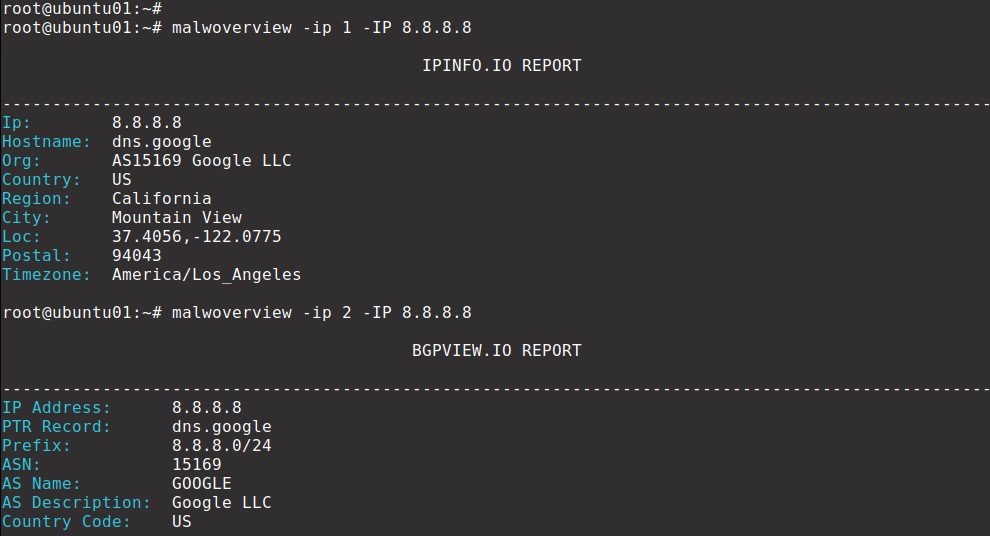 root@ubuntu01:~#
root@ubuntu01:~# malwoverview -ip 1 -IP 8.8.8.8
IPINFO.IO REPORT
---------------------------------------------------------------------------------------------------
Ip: 8.8.8.8
Hostname: dns.google
Org: AS15169 Google LLC
Country: US
Region: California
City: Mountain View
Loc: 37.4056,-122.0775
Postal: 94043
Timezone: America/Los_Angeles
root@ubuntu01:~# malwoverview -ip 2 -IP 8.8.8.8
BGPVIEW.IO REPORT
---------------------------------------------------------------------------------------------------
IP Address: 8.8.8.8
PTR Record: dns.google
Prefix: 8.8.8.0/24
ASN: 15169
AS Name: GOOGLE
AS Description: Google LLC
Country Code: US